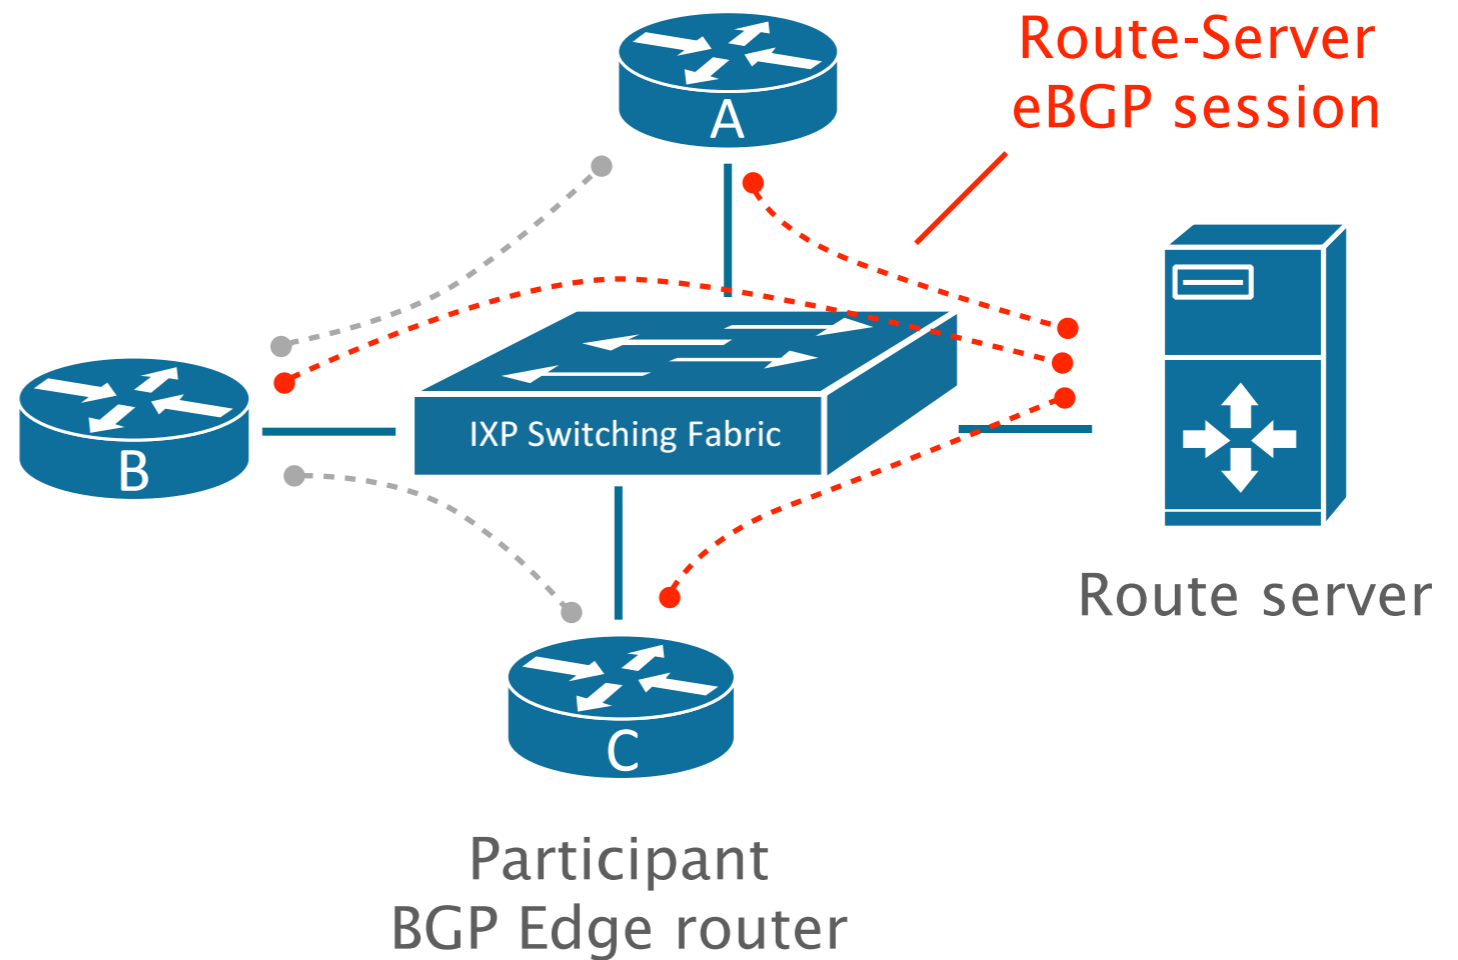 Route-Server
eBGP session
A
B
IXP Switching Fabric
Route server
C
Participant
BGP Edge router